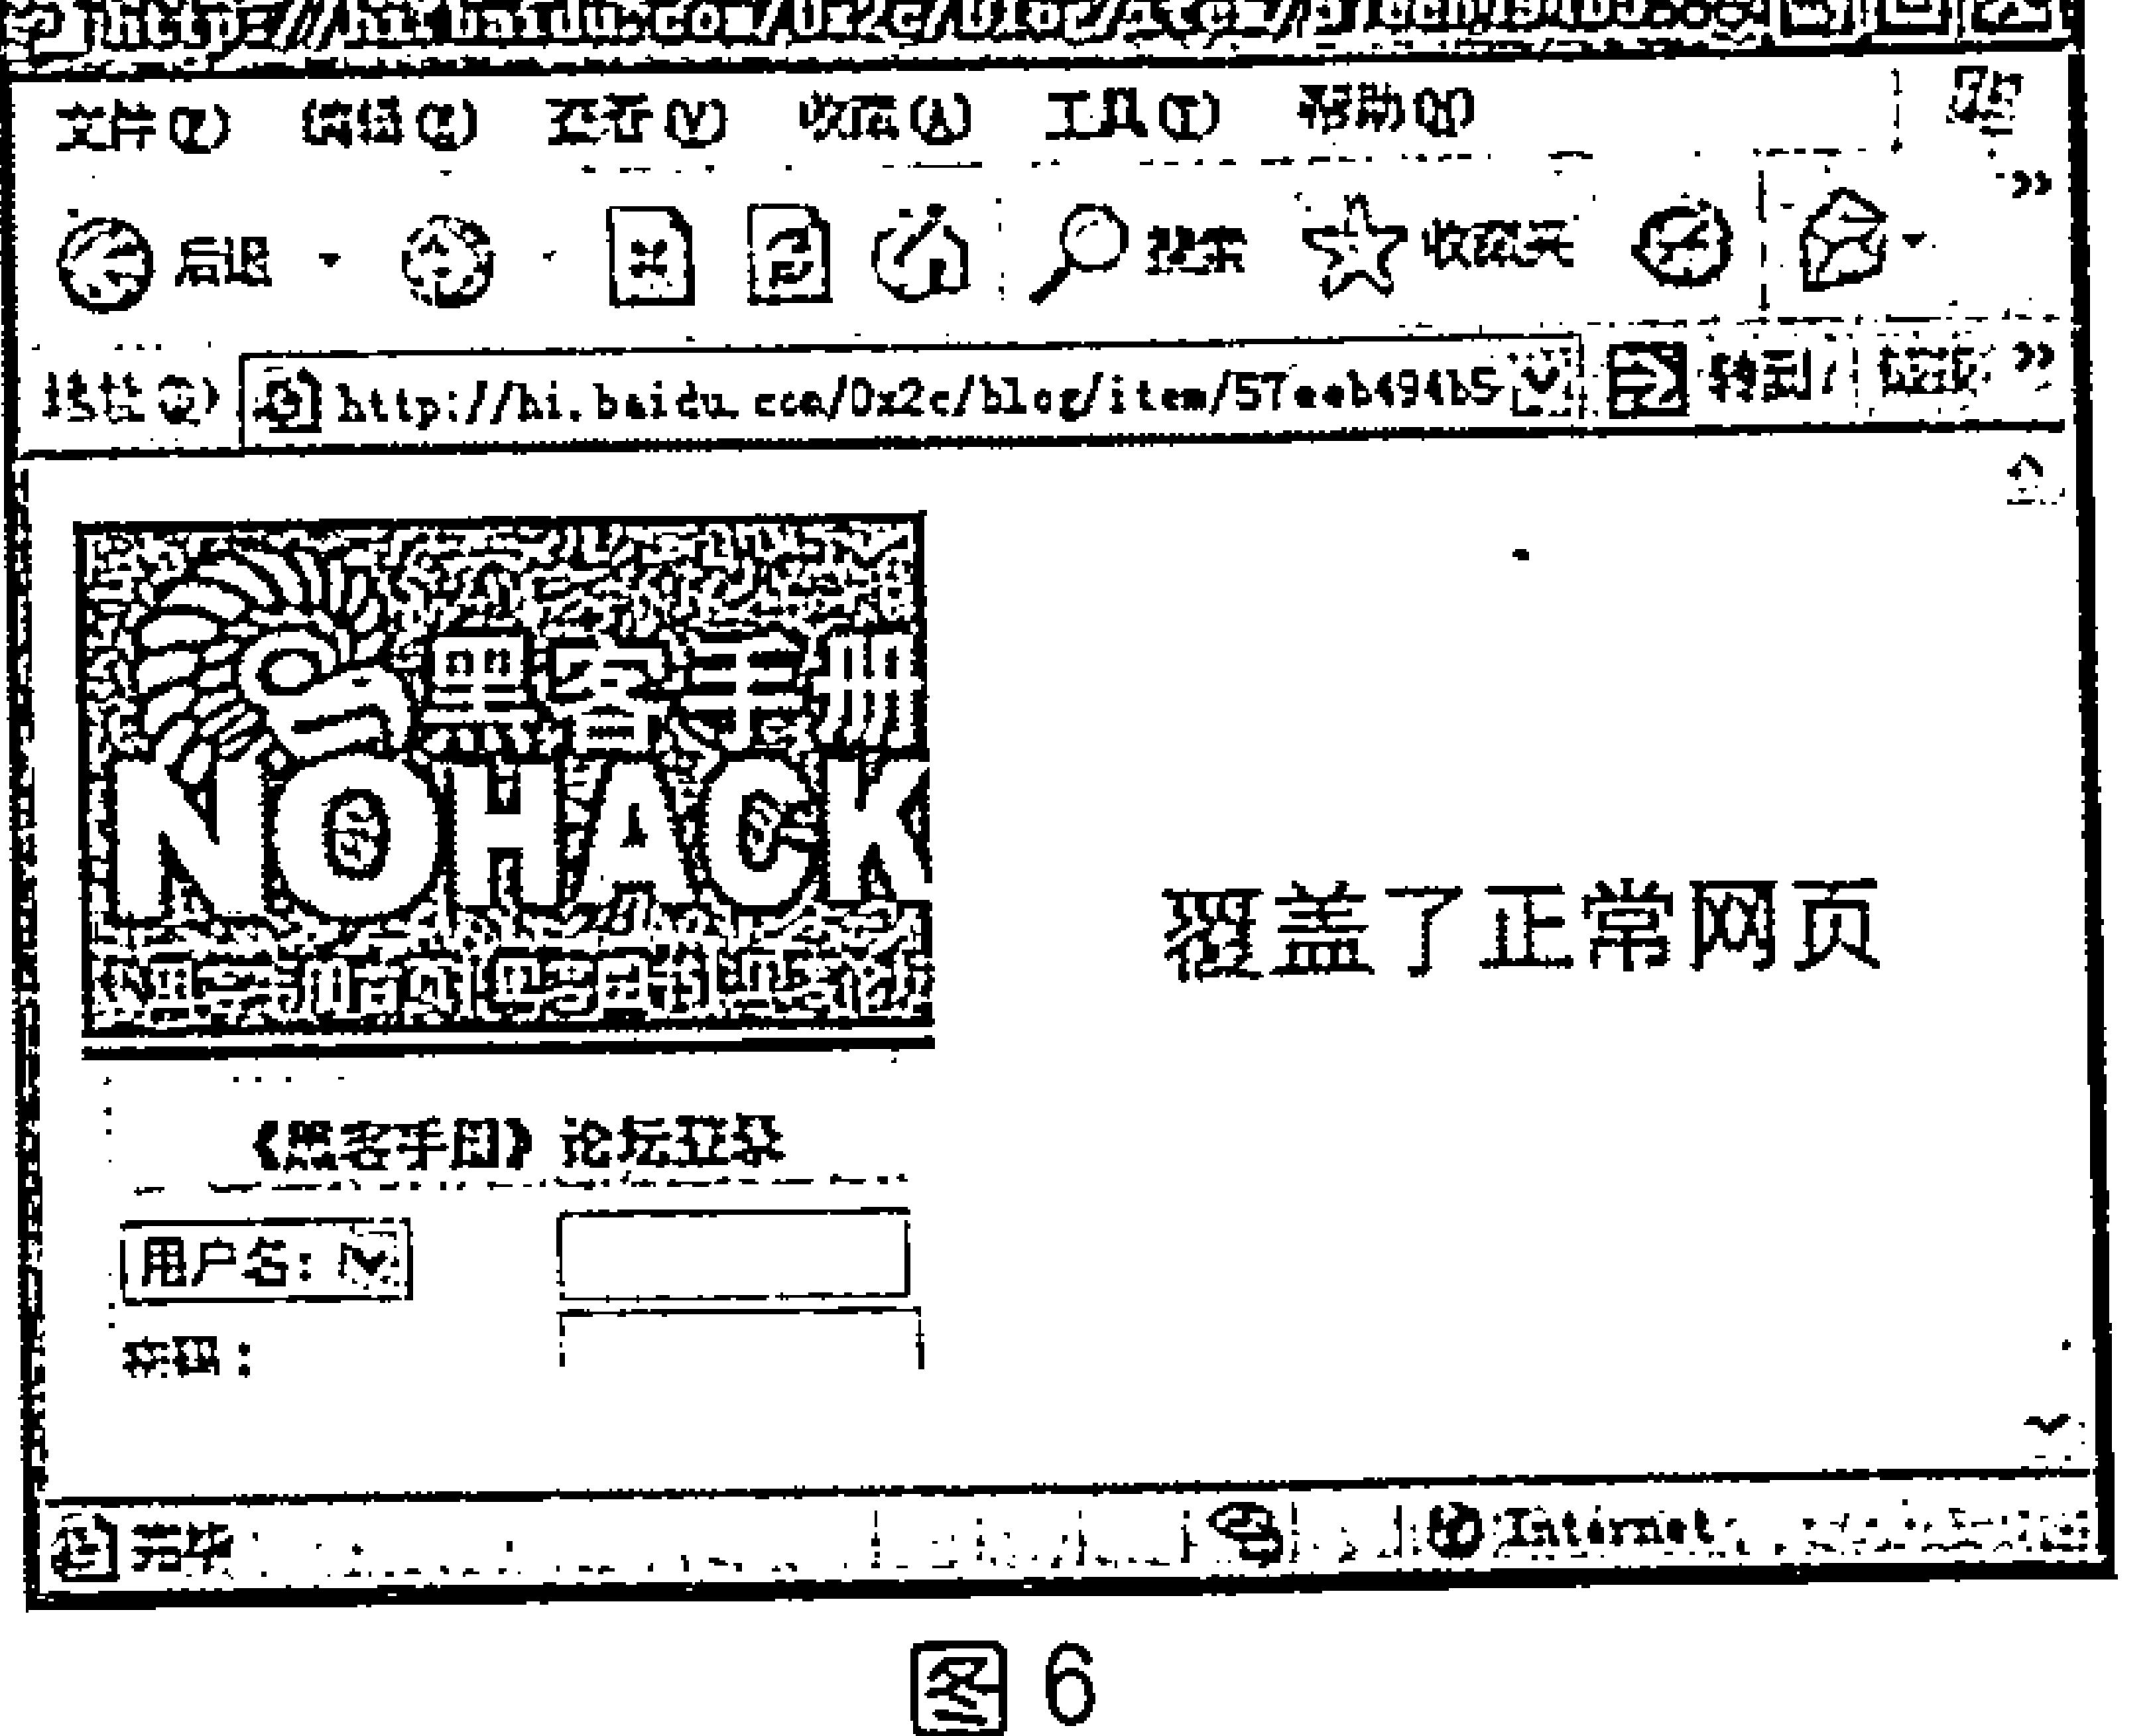 文件(F) 编辑(E) 查看(V) 收藏(A) 工具(T) 帮助(H)
后退 搜索 收藏夹
地址(D) http://hi.baidu.com/0x2c/blog/item/57eeb494b5 转到
黑客手册
NOHACK
覆盖了正常网页
《黑客手册》论坛登录
用户名:
密码:
完毕 Internet
图 6